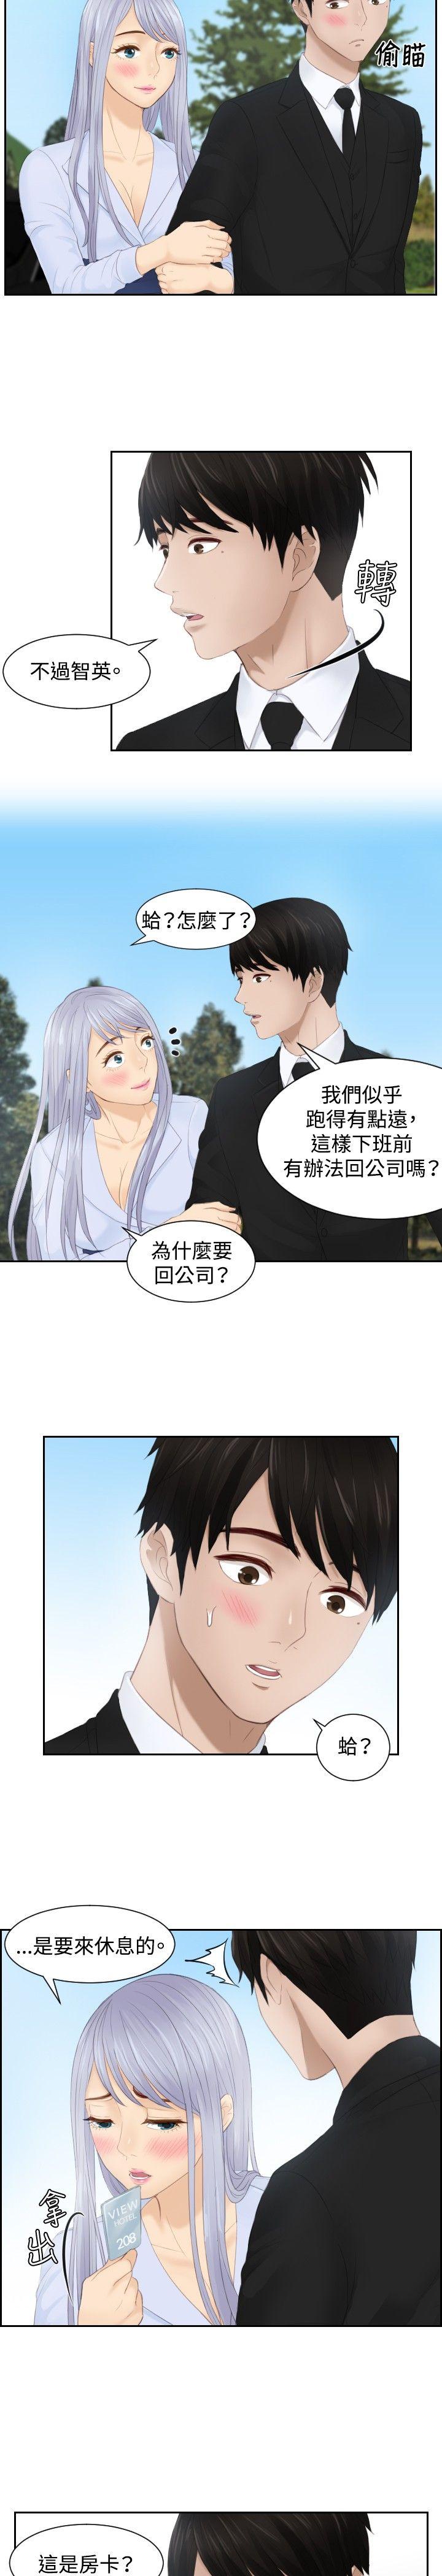 偷瞄
轉
不過智英。
蛤？怎麼了？
我們似乎
跑得有點遠，
這樣下班前
有辦法回公司嗎？
為什麼要
回公司？
蛤？
…是要來休息的。
拿出
VIEW
HOTEL
208
這是房卡？